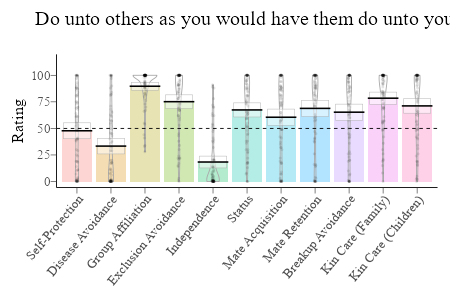 Do unto others as you would have them do unto you
100
75
50
25
0
Rating
Self-Protection
Disease Avoidance
Group Affiliation
Exclusion Avoidance
Independence
Status
Mate Acquisition
Mate Retention
Breakup Avoidance
Kin Care (Family)
Kin Care (Children)